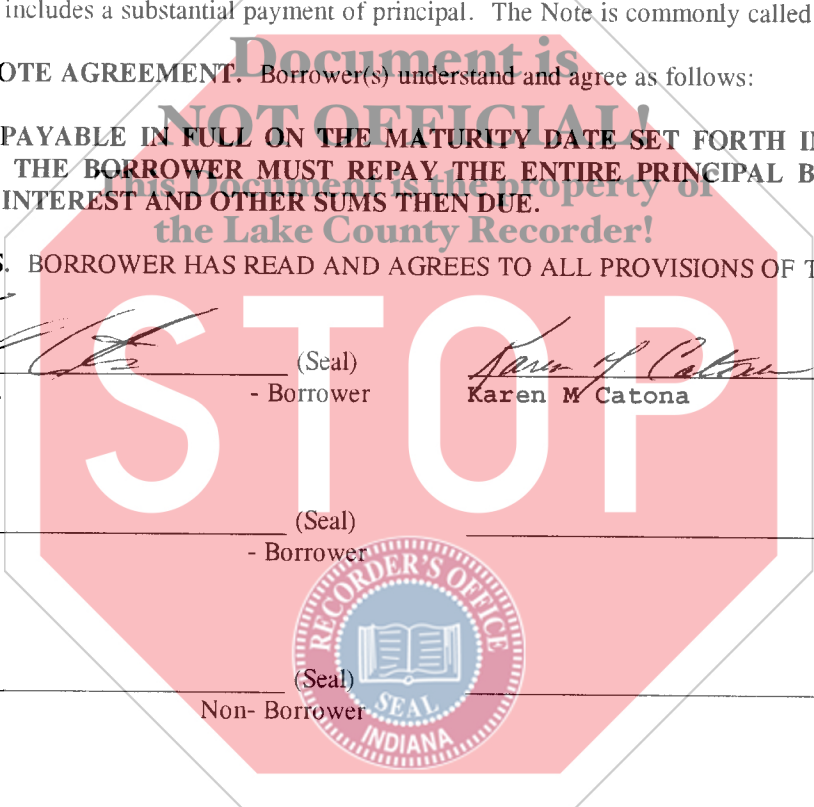 includes a substantial payment of principal. The Note is commonly called
Document is
OTE AGREEMENT. Borrower(s) understand and agree as follows:
NOT OFFICIAL!
PAYABLE IN FULL ON THE MATURITY DATE SET FORTH I
THE BORROWER MUST REPAY THE ENTIRE PRINCIPAL B
This Document is the property of
INTEREST AND OTHER SUMS THEN DUE.
the Lake County Recorder!
S. BORROWER HAS READ AND AGREES TO ALL PROVISIONS OF T
STOP
(Seal) Karen M Catona
- Borrower Karen M Catona
(Seal)
- Borrower
RECORDER'S OFFICE
(Seal)
Non- Borrower
SEAL
INDIANA